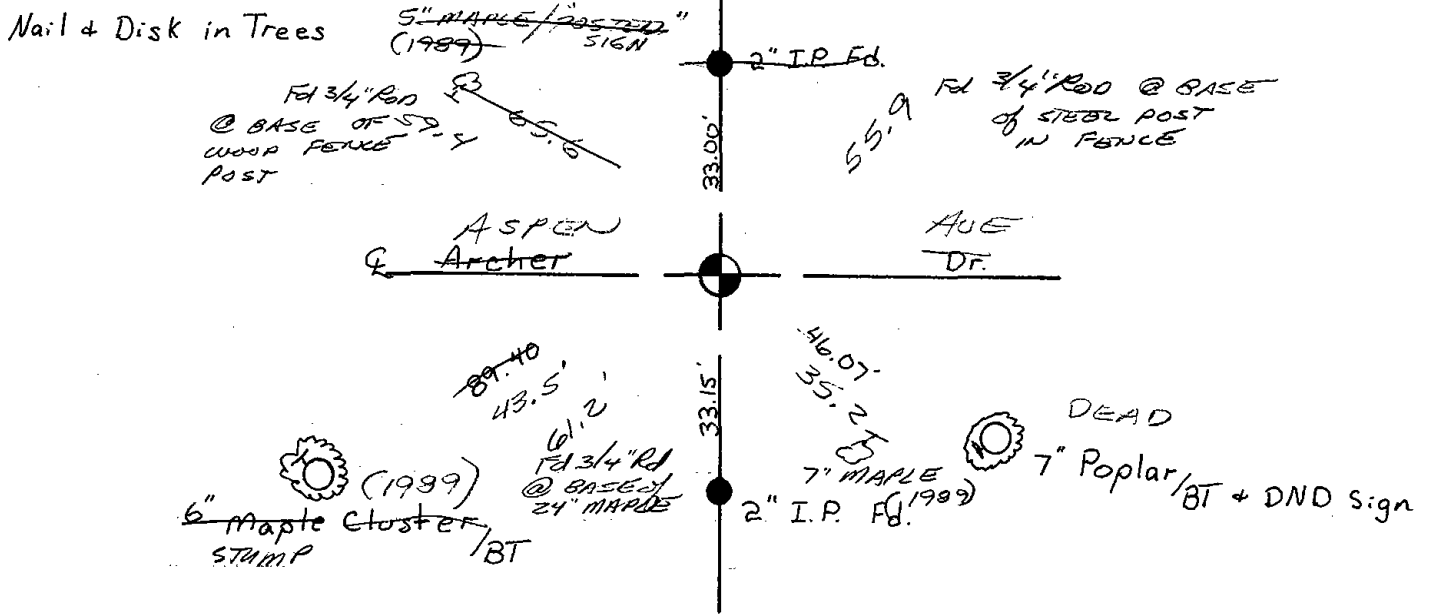 Nail & Disk in Trees
5" MAPLE / "POSTED"
SIGN
(1989)
2" I.P. Fd.
Fd 3/4" ROD
@ BASE OF
WOOD FENCE
POST
65.6
33.00'
55.9
Fd 3/4" ROD @ BASE
of STEEL POST
IN FENCE
ASPEN
AVE
℄ Archer
Dr.
89.40
43.5'
61.2'
Fd 3/4" Rd
@ BASE of
24" MAPLE
33.15'
46.07'
35.2
7" MAPLE
(1989)
2" I.P. Fd.
DEAD
7" Poplar/BT & DND Sign
(1989)
6" Maple Cluster/BT
STUMP